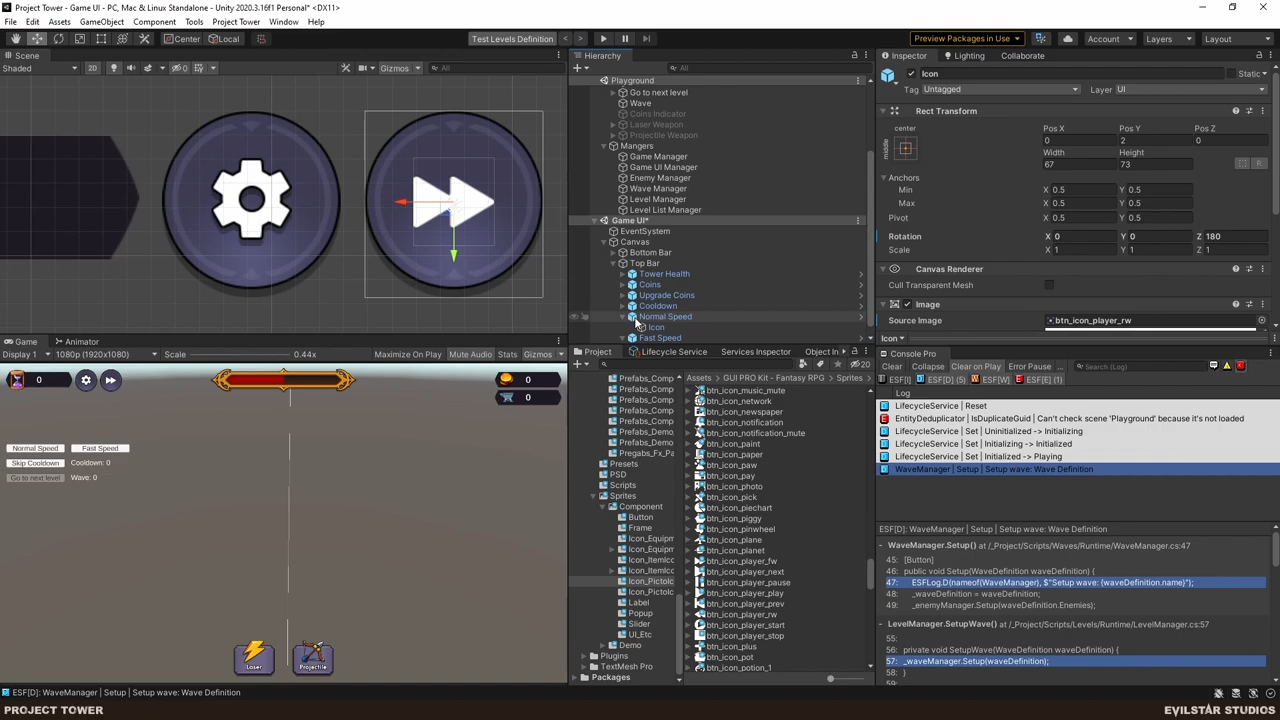 Project Tower - Game UI - PC, Mac & Linux Standalone - Unity 2020.3.16f1 Personal* <DX11>
File Edit Assets GameObject Component Tools Project Tower Window Help
Center Local Test Levels Definition Preview Packages in Use Account Layers Layout
Scene
Shaded 2D 0 Gizmos All
Hierarchy
All
Playground
Go to next level
Wave
Coins Indicator
Laser Weapon
Projectile Weapon
Mangers
Game Manager
Game UI Manager
Enemy Manager
Wave Manager
Level Manager
Level List Manager
Game UI*
EventSystem
Canvas
Bottom Bar
Top Bar
Tower Health
Coins
Upgrade Coins
Cooldown
Normal Speed
Icon
Fast Speed
Inspector Lighting Collaborate
Icon Static
Tag Untagged Layer UI
Rect Transform
center Pos X Pos Y Pos Z
middle 0 2 0
Width Height
67 73
R
Anchors
Min X 0.5 Y 0.5
Max X 0.5 Y 0.5
Pivot X 0.5 Y 0.5
Rotation X 0 Y 0 Z 180
Scale X 1 Y 1 Z 1
Canvas Renderer
Cull Transparent Mesh
Image
Source Image btn_icon_player_rw
Icon
Game Animator
Display 1 1080p (1920x1080) Scale 0.44x Maximize On Play Mute Audio Stats Gizmos
0 0
0
Normal Speed Fast Speed
Skip Cooldown Cooldown: 0
Go to next level Wave: 0
Laser Projectile
Project Lifecycle Service Services Inspector Object In
20
Prefabs_Comp
Prefabs_Comp
Prefabs_Comp
Prefabs_Comp
Prefabs_Comp
Prefabs_Demo
Prefabs_Demo
Pregabs_Fx_Pa
Presets
PSD
Scripts
Sprites
Component
Button
Frame
Icon_Equipm
Icon_Equipm
Icon_ItemIco
Icon_ItemIco
Icon_PictoIc
Icon_PictoIc
Label
Popup
Slider
UI_Etc
Demo
Plugins
TextMesh Pro
Packages
Assets > GUI PRO Kit - Fantasy RPG > Sprites
btn_icon_music_mute
btn_icon_network
btn_icon_newspaper
btn_icon_notification
btn_icon_notification_mute
btn_icon_paint
btn_icon_paper
btn_icon_paw
btn_icon_pay
btn_icon_photo
btn_icon_pick
btn_icon_piechart
btn_icon_piggy
btn_icon_pinwheel
btn_icon_plane
btn_icon_planet
btn_icon_player_fw
btn_icon_player_next
btn_icon_player_pause
btn_icon_player_play
btn_icon_player_prev
btn_icon_player_rw
btn_icon_player_start
btn_icon_player_stop
btn_icon_plus
btn_icon_pot
btn_icon_potion_1
Console Pro
Clear Collapse Clear on Play Error Pause ... Search (Log)
ESF[I] ESF[D] (5) ESF[W] ESF[E] (1)
Log
LifecycleService | Reset
EntityDeduplicator | IsDuplicateGuid | Can't check scene 'Playground' because it's not loaded
LifecycleService | Set | Uninitialized -> Initializing
LifecycleService | Set | Initializing -> Initialized
LifecycleService | Set | Initialized -> Playing
WaveManager | Setup | Setup wave: Wave Definition
ESF[D]: WaveManager | Setup | Setup wave: Wave Definition
- WaveManager.Setup() at /_Project/Scripts/Waves/Runtime/WaveManager.cs:47
45: [Button]
46: public void Setup(WaveDefinition waveDefinition) {
47: ESFLog.D(nameof(WaveManager), $"Setup wave: {waveDefinition.name}");
48: _waveDefinition = waveDefinition;
49: _enemyManager.Setup(waveDefinition.Enemies);
- LevelManager.SetupWave() at /_Project/Scripts/Levels/Runtime/LevelManager.cs:57
55:
56: private void SetupWave(WaveDefinition waveDefinition) {
57: _waveManager.Setup(waveDefinition);
58: }
59:
ESF[D]: WaveManager | Setup | Setup wave: Wave Definition
PROJECT TOWER EVILSTAR STUDIOS